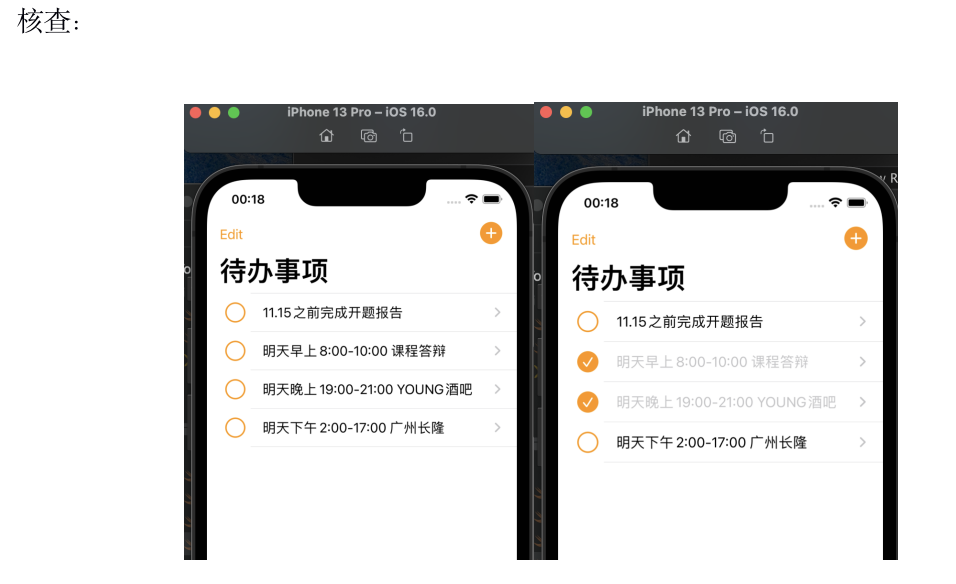 核查:
iPhone 13 Pro – iOS 16.0
00:18
Edit
待办事项
11.15之前完成开题报告
明天早上 8:00-10:00 课程答辩
明天晚上 19:00-21:00 YOUNG酒吧
明天下午 2:00-17:00 广州长隆
iPhone 13 Pro – iOS 16.0
00:18
Edit
待办事项
11.15之前完成开题报告
明天早上 8:00-10:00 课程答辩
明天晚上 19:00-21:00 YOUNG酒吧
明天下午 2:00-17:00 广州长隆